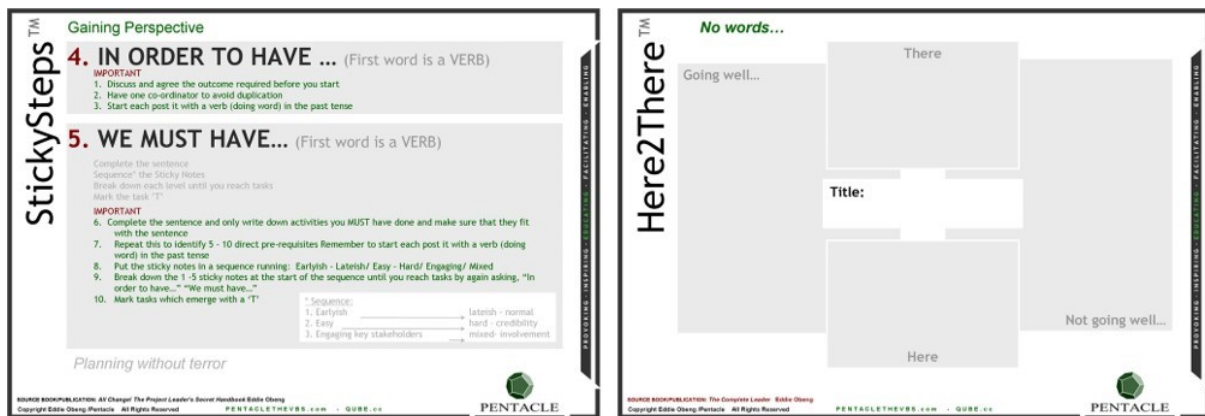 StickySteps™
Gaining Perspective
4. IN ORDER TO HAVE … (First word is a VERB)
IMPORTANT
1. Discuss and agree the outcome required before you start
2. Have one co-ordinator to avoid duplication
3. Start each post it with a verb (doing word) in the past tense
5. WE MUST HAVE… (First word is a VERB)
Complete the sentence
Sequence* the Sticky Notes
Break down each level until you reach tasks
Mark the task 'T'
IMPORTANT
6. Complete the sentence and only write down activities you MUST have done and make sure that they fit
with the sentence
7. Repeat this to identify 5 - 10 direct pre-requisites Remember to start each post it with a verb (doing
word) in the past tense
8. Put the sticky notes in a sequence running: Earlyish - Lateish/ Easy - Hard/ Engaging/ Mixed
9. Break down the 1 -5 sticky notes at the start of the sequence until you reach tasks by again asking, "In
order to have…" "We must have…"
10. Mark tasks which emerge with a 'T'
* Sequence:
1. Earlyish lateish - normal
2. Easy hard - credibility
3. Engaging key stakeholders mixed- involvement
Planning without terror
PROVOKING - INSPIRING - EDUCATING - FACILITATING - ENABLING
SOURCE BOOK/PUBLICATION: All Change! The Project Leader's Secret Handbook Eddie Obeng
Copyright Eddie Obeng/Pentacle All Rights Reserved
PENTACLETHEVBS.com - QUBE.cc
PENTACLE
Here2There™
No words…
There
Going well…
Title:
Not going well…
Here
PROVOKING - INSPIRING - EDUCATING - FACILITATING - ENABLING
SOURCE BOOK/PUBLICATION: The Complete Leader Eddie Obeng
Copyright Eddie Obeng/Pentacle All Rights Reserved
PENTACLETHEVBS.com - QUBE.cc
PENTACLE